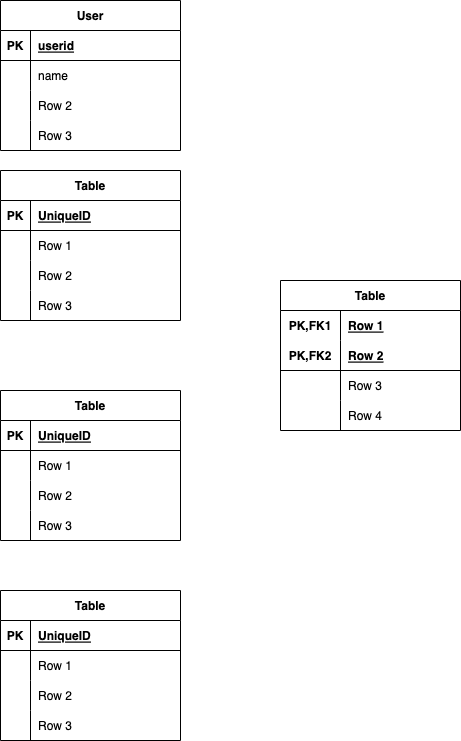 User
PK userid
name
Row 2
Row 3
Table
PK UniqueID
Row 1
Row 2
Row 3
Table
PK,FK1 Row 1
PK,FK2 Row 2
Row 3
Row 4
Table
PK UniqueID
Row 1
Row 2
Row 3
Table
PK UniqueID
Row 1
Row 2
Row 3